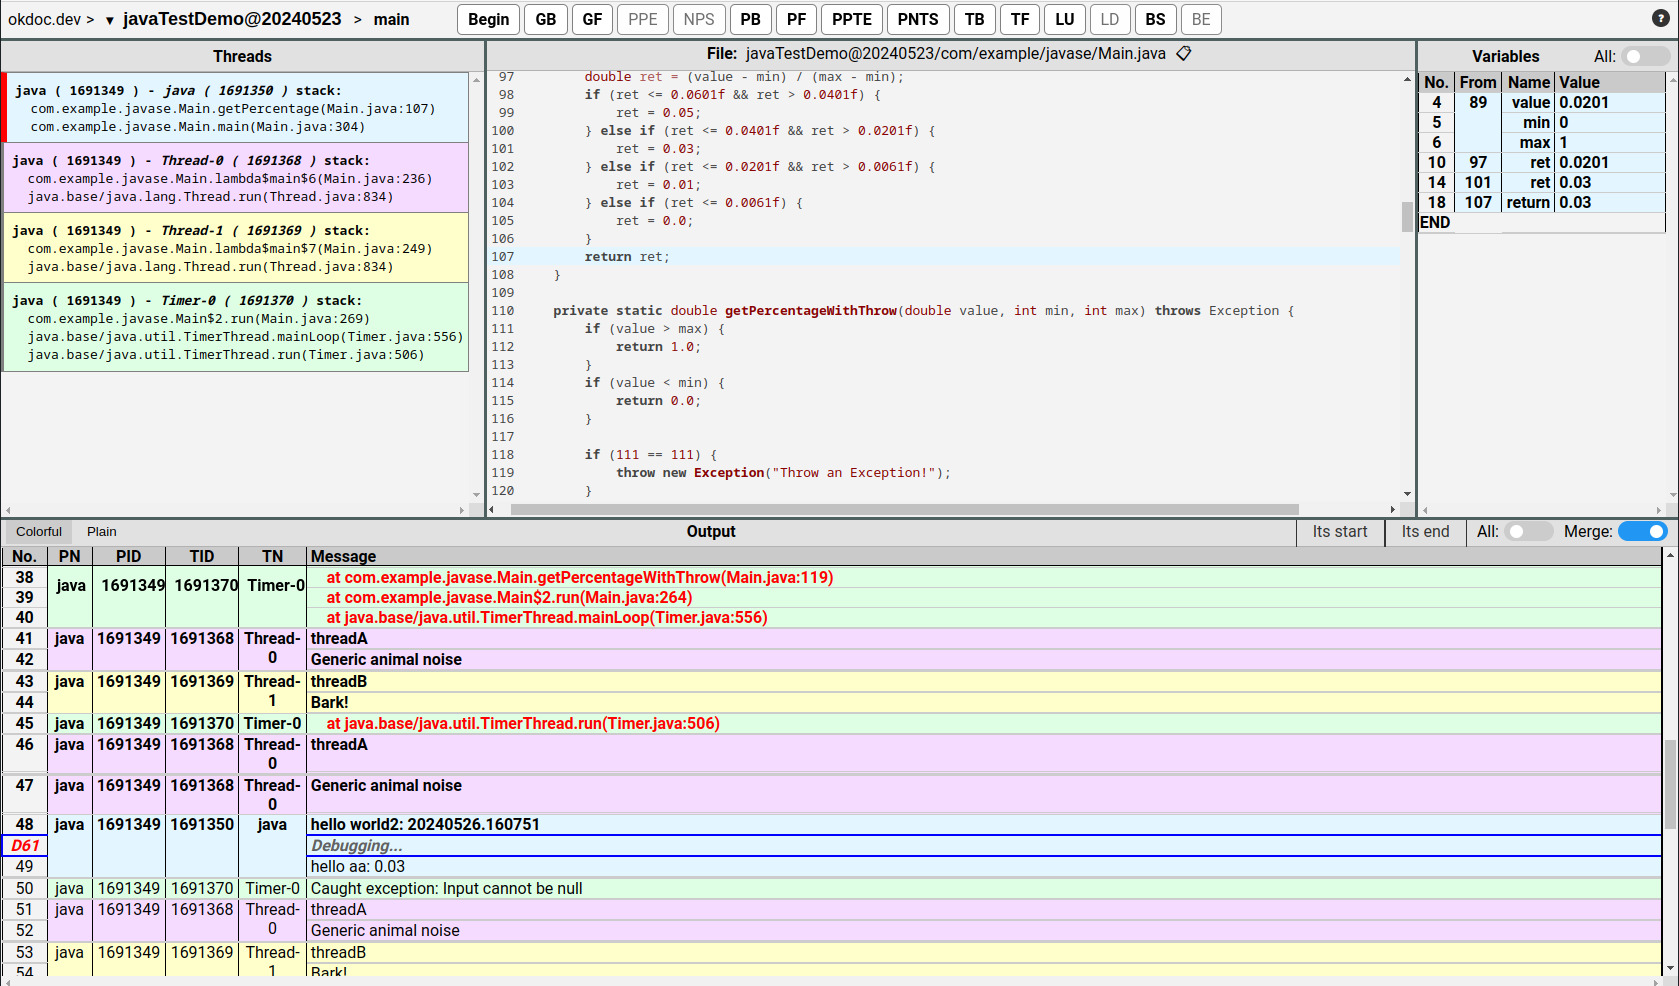 okdoc.dev > ▼ javaTestDemo@20240523 > main Begin GB GF PPE NPS PB PF PPTE PNTS TB TF LU LD BS BE ?
Threads
java ( 1691349 ) - java ( 1691350 ) stack:
com.example.javase.Main.getPercentage(Main.java:107)
com.example.javase.Main.main(Main.java:304)
java ( 1691349 ) - Thread-0 ( 1691368 ) stack:
com.example.javase.Main.lambda$main$6(Main.java:236)
java.base/java.lang.Thread.run(Thread.java:834)
java ( 1691349 ) - Thread-1 ( 1691369 ) stack:
com.example.javase.Main.lambda$main$7(Main.java:249)
java.base/java.lang.Thread.run(Thread.java:834)
java ( 1691349 ) - Timer-0 ( 1691370 ) stack:
com.example.javase.Main$2.run(Main.java:269)
java.base/java.util.TimerThread.mainLoop(Timer.java:556)
java.base/java.util.TimerThread.run(Timer.java:506)
File: javaTestDemo@20240523/com/example/javase/Main.java
97 double ret = (value - min) / (max - min);
98 if (ret <= 0.0601f && ret > 0.0401f) {
99 ret = 0.05;
100 } else if (ret <= 0.0401f && ret > 0.0201f) {
101 ret = 0.03;
102 } else if (ret <= 0.0201f && ret > 0.0061f) {
103 ret = 0.01;
104 } else if (ret <= 0.0061f) {
105 ret = 0.0;
106 }
107 return ret;
108 }
109
110 private static double getPercentageWithThrow(double value, int min, int max) throws Exception {
111 if (value > max) {
112 return 1.0;
113 }
114 if (value < min) {
115 return 0.0;
116 }
117
118 if (111 == 111) {
119 throw new Exception("Throw an Exception!");
120 }
Variables All:
No. From Name Value
4 89 value 0.0201
5 min 0
6 max 1
10 97 ret 0.0201
14 101 ret 0.03
18 107 return 0.03
END
Colorful Plain Output Its start Its end All: Merge:
No. PN PID TID TN Message
38 java 1691349 1691370 Timer-0 at com.example.javase.Main.getPercentageWithThrow(Main.java:119)
39 at com.example.javase.Main$2.run(Main.java:264)
40 at java.base/java.util.TimerThread.mainLoop(Timer.java:556)
41 java 1691349 1691368 Thread-0 threadA
42 Generic animal noise
43 java 1691349 1691369 Thread-1 threadB
44 Bark!
45 java 1691349 1691370 Timer-0 at java.base/java.util.TimerThread.run(Timer.java:506)
46 java 1691349 1691368 Thread-0 threadA
47 java 1691349 1691368 Thread-0 Generic animal noise
48 java 1691349 1691350 java hello world2: 20240526.160751
D61 Debugging...
49 hello aa: 0.03
50 java 1691349 1691370 Timer-0 Caught exception: Input cannot be null
51 java 1691349 1691368 Thread-0 threadA
52 Generic animal noise
53 java 1691349 1691369 Thread-1 threadB
54 Bark!